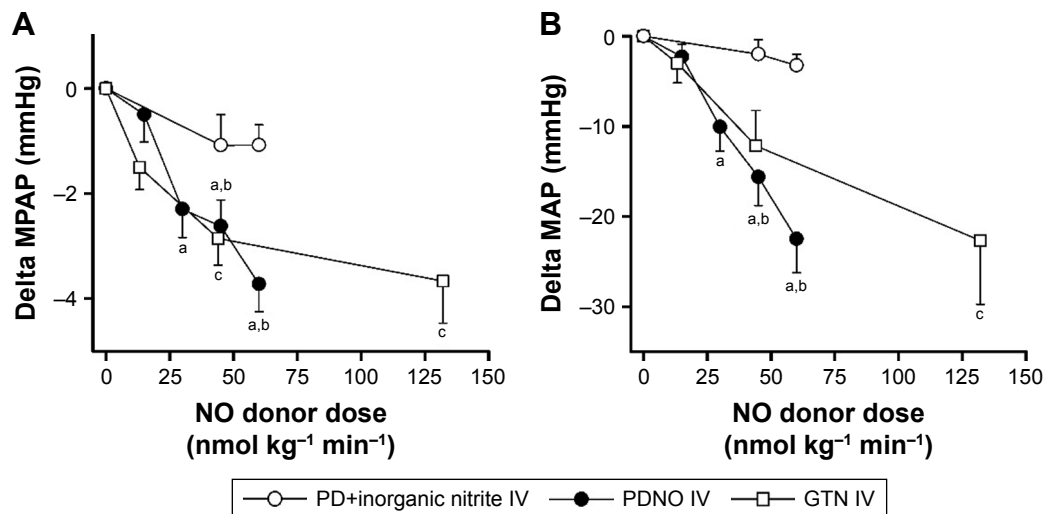 A
Delta MPAP (mmHg)
0
–2
–4
a
a,b
c
a,b
c
0
25
50
75
100
125
150
NO donor dose
(nmol kg⁻¹ min⁻¹)
B
Delta MAP (mmHg)
0
–10
–20
–30
a
a,b
a,b
c
0
25
50
75
100
125
150
NO donor dose
(nmol kg⁻¹ min⁻¹)
PD+inorganic nitrite IV
PDNO IV
GTN IV